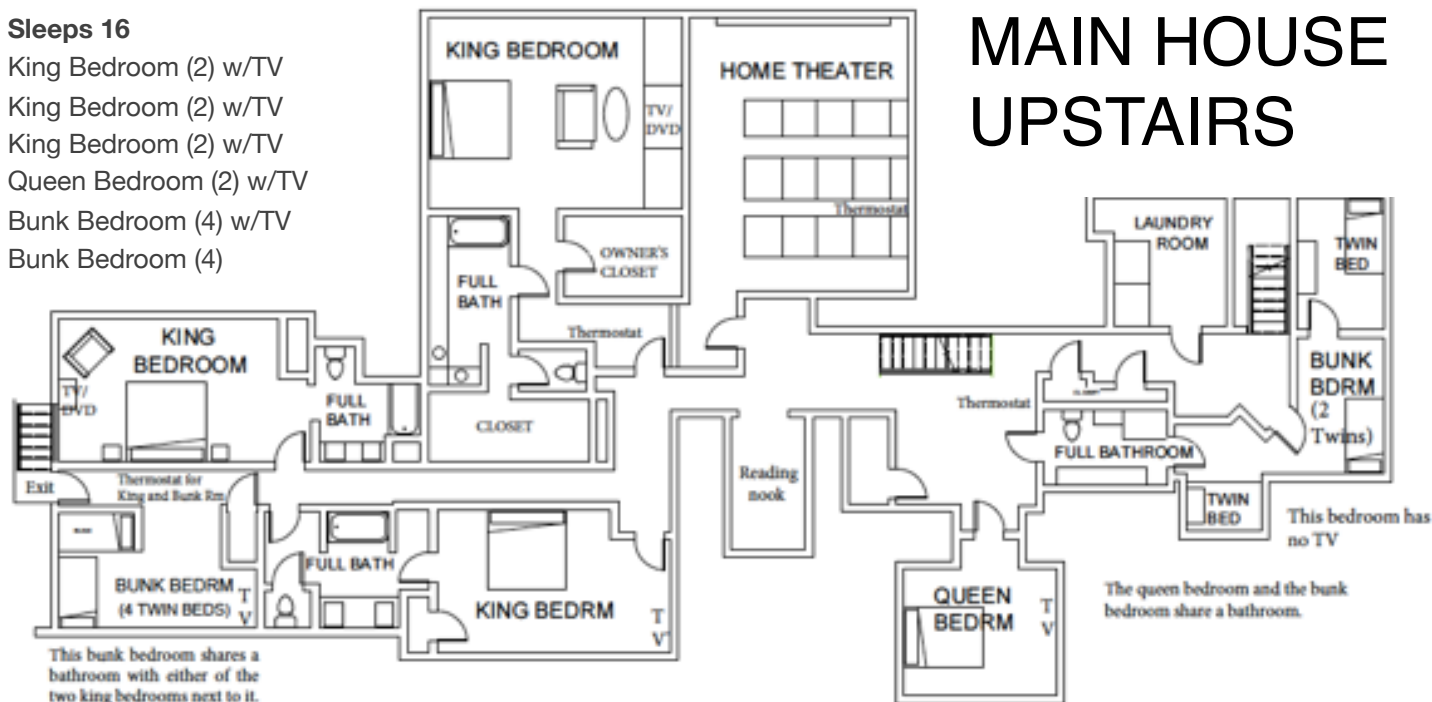 Sleeps 16
King Bedroom (2) w/TV
King Bedroom (2) w/TV
King Bedroom (2) w/TV
Queen Bedroom (2) w/TV
Bunk Bedroom (4) w/TV
Bunk Bedroom (4)
MAIN HOUSE
UPSTAIRS
KING BEDROOM
TV/
DVD
HOME THEATER
Thermostat
OWNER'S
CLOSET
FULL
BATH
Thermostat
CLOSET
LAUNDRY
ROOM
TWIN
BED
KING
BEDROOM
TV/
DVD
FULL
BATH
Exit
Thermostat for
King and Bunk Rm
BUNK BEDRM
(4 TWIN BEDS)
TV
FULL BATH
KING BEDRM
TV
Reading
nook
Thermostat
FULL BATHROOM
BUNK
BDRM
(2
Twins)
TWIN
BED
This bedroom has
no TV
QUEEN
BEDRM
TV
The queen bedroom and the bunk
bedroom share a bathroom.
This bunk bedroom shares a
bathroom with either of the
two king bedrooms next to it.